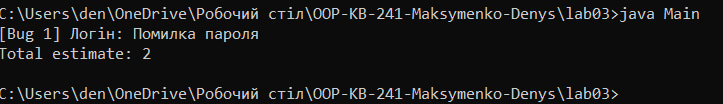 C:\Users\den\OneDrive\Робочий стіл\OOP-KB-241-Maksymenko-Denys\lab03>java Main
[Bug 1] Логін: Помилка пароля
Total estimate: 2
C:\Users\den\OneDrive\Робочий стіл\OOP-KB-241-Maksymenko-Denys\lab03>